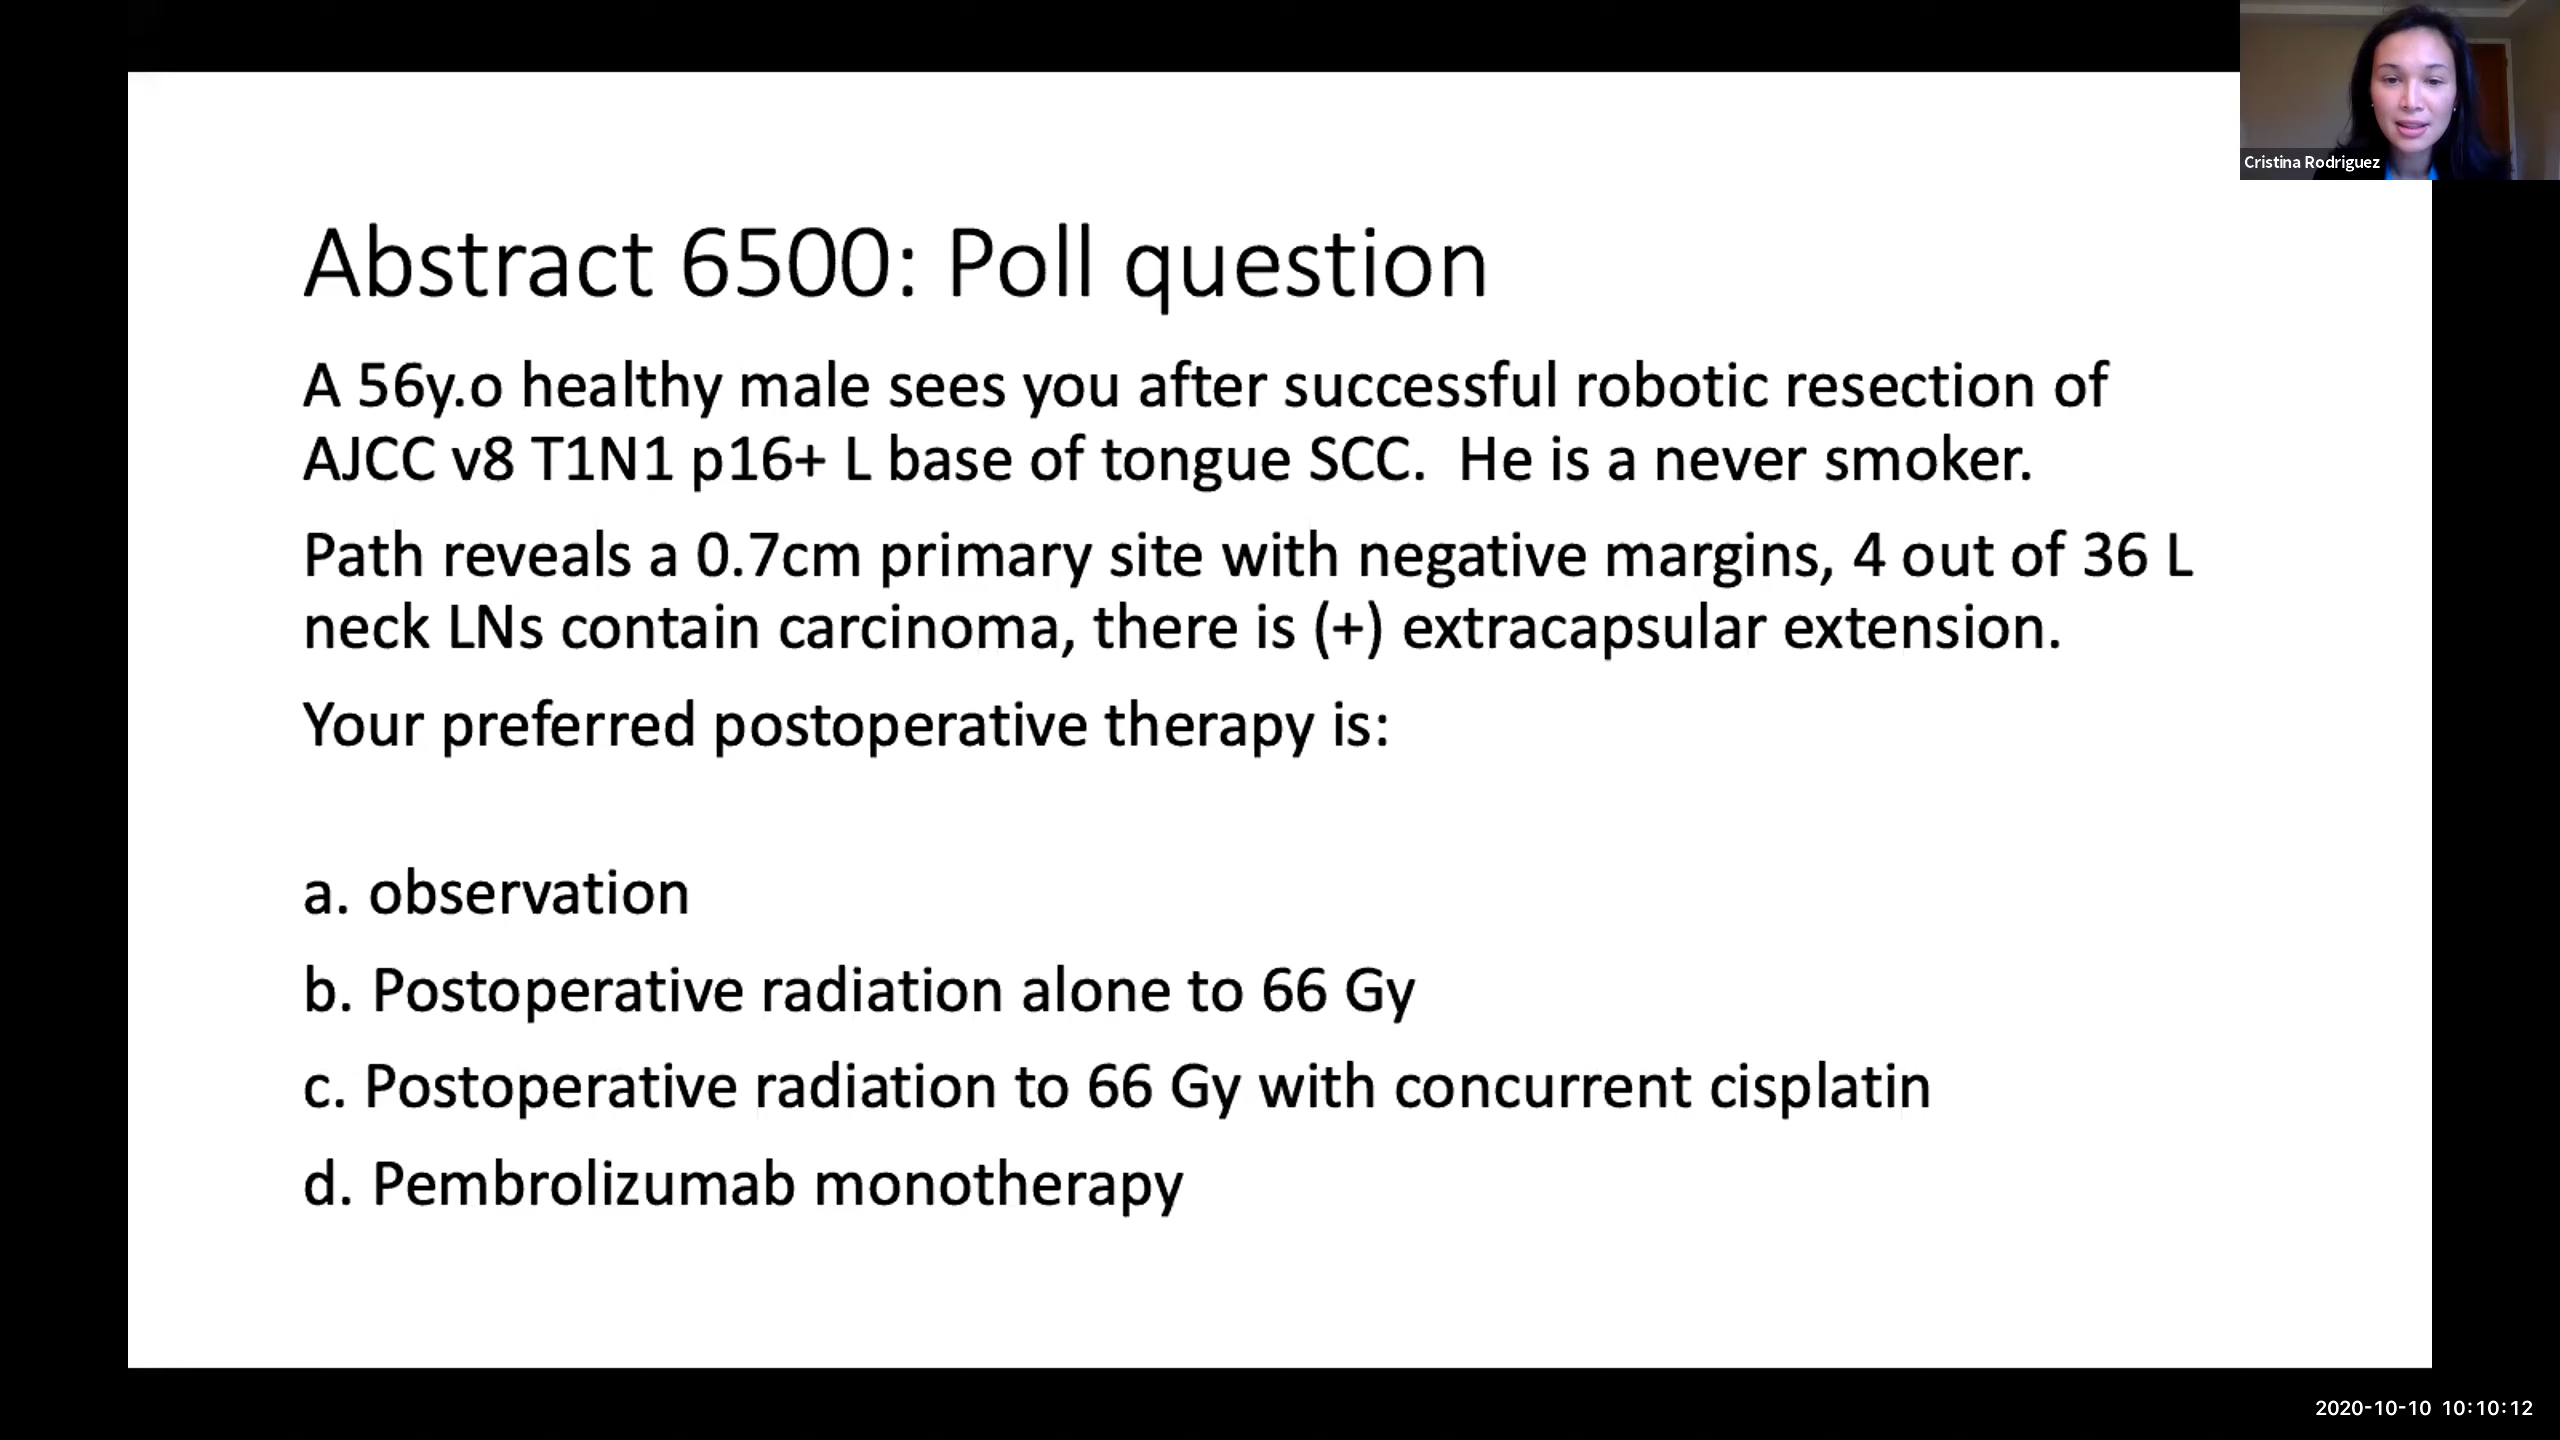 Cristina Rodriguez
Abstract 6500: Poll question
A 56y.o healthy male sees you after successful robotic resection of
AJCC v8 T1N1 p16+ L base of tongue SCC.  He is a never smoker.
Path reveals a 0.7cm primary site with negative margins, 4 out of 36 L
neck LNs contain carcinoma, there is (+) extracapsular extension.
Your preferred postoperative therapy is:
a. observation
b. Postoperative radiation alone to 66 Gy
c. Postoperative radiation to 66 Gy with concurrent cisplatin
d. Pembrolizumab monotherapy
2020-10-10 10:10:12